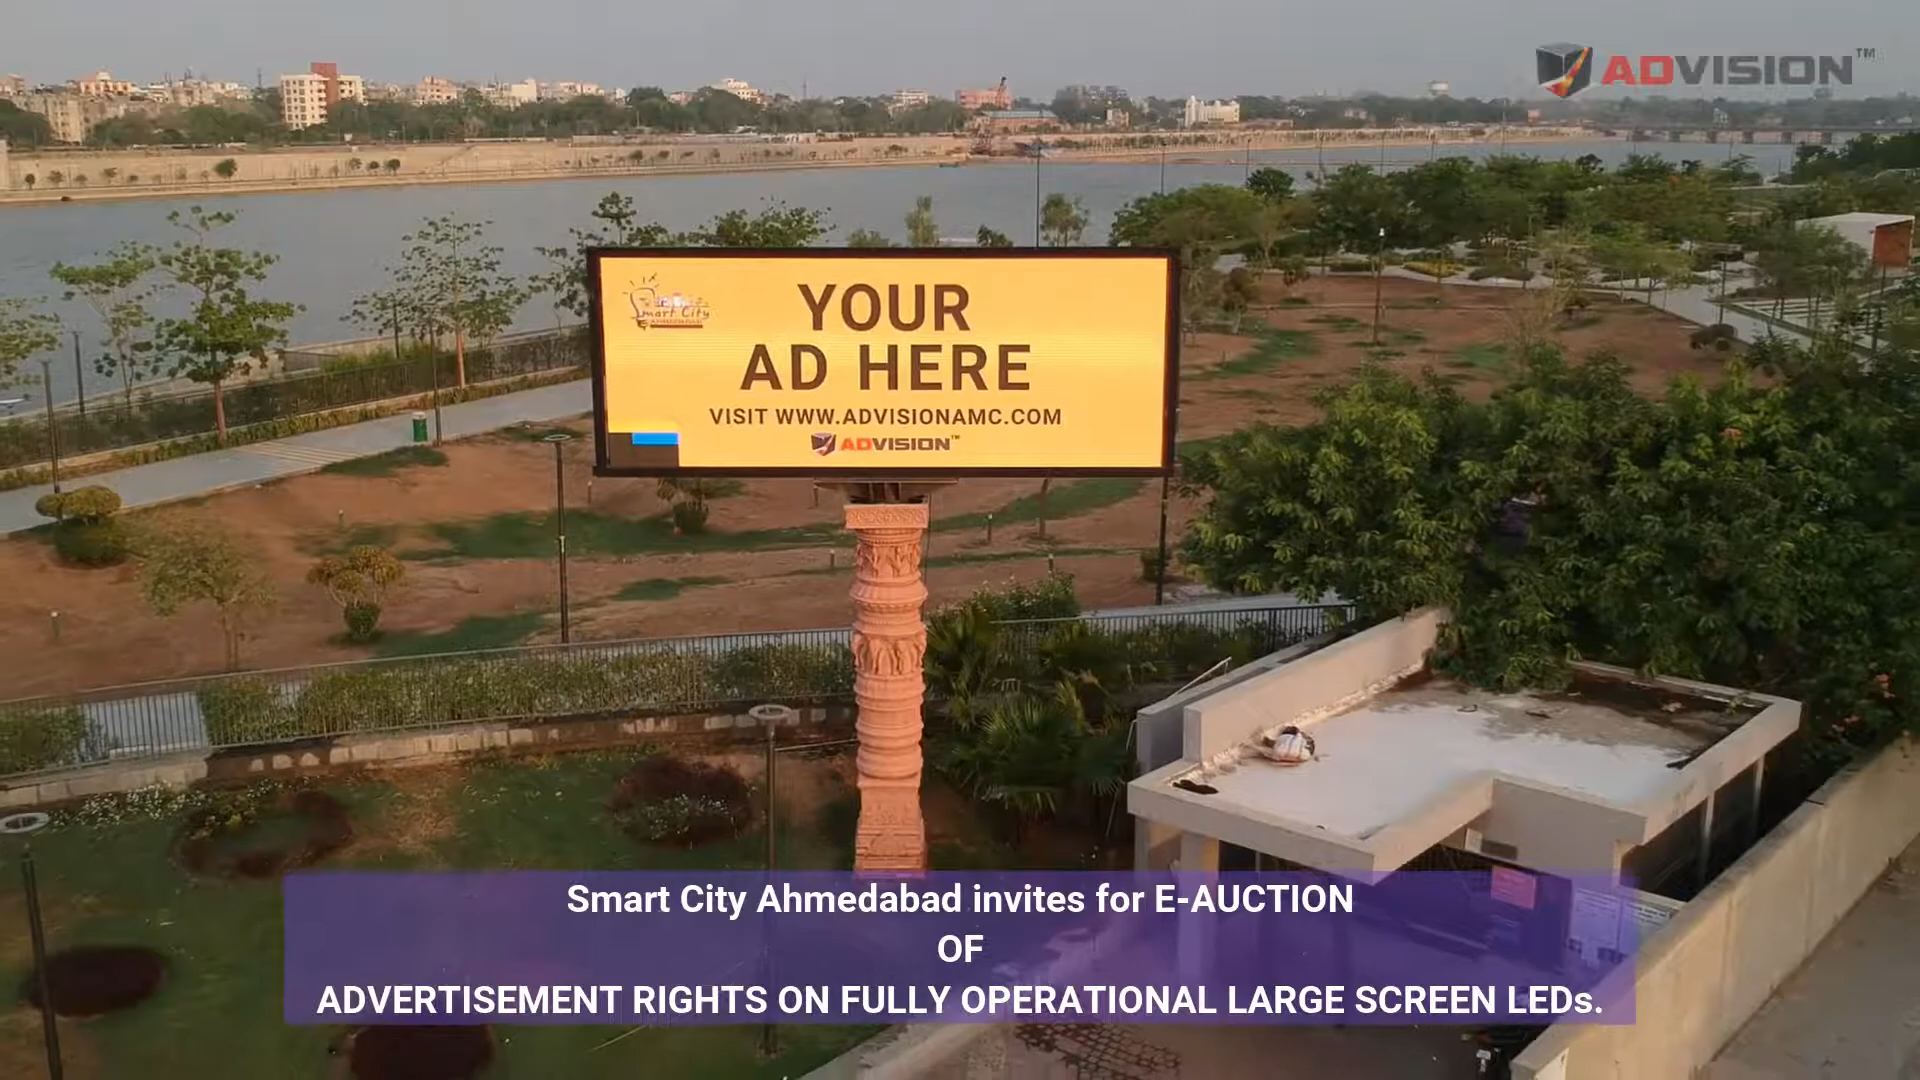 ADVISION™
Smart City
YOUR
AD HERE
VISIT WWW.ADVISIONAMC.COM
ADVISION™
Smart City Ahmedabad invites for E-AUCTION
OF
ADVERTISEMENT RIGHTS ON FULLY OPERATIONAL LARGE SCREEN LEDs.